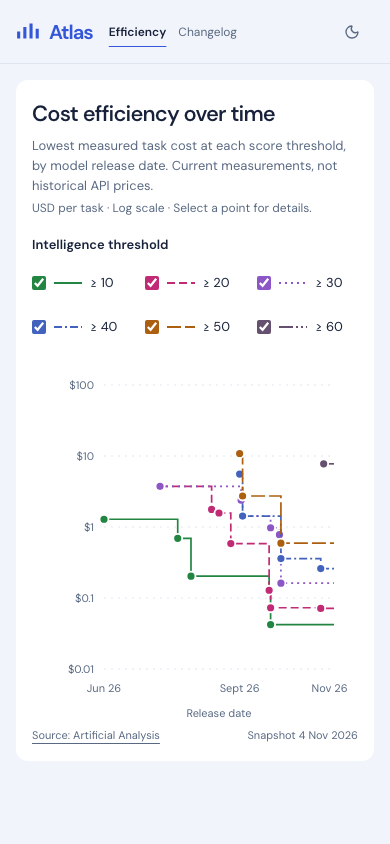 Atlas Efficiency Changelog
Cost efficiency over time
Lowest measured task cost at each score threshold,
by model release date. Current measurements, not
historical API prices.
USD per task · Log scale · Select a point for details.
Intelligence threshold
≥ 10 ≥ 20 ≥ 30
≥ 40 ≥ 50 ≥ 60
$100
$10
$1
$0.1
$0.01
Jun 26 Sept 26 Nov 26
Release date
Source: Artificial Analysis Snapshot 4 Nov 2026